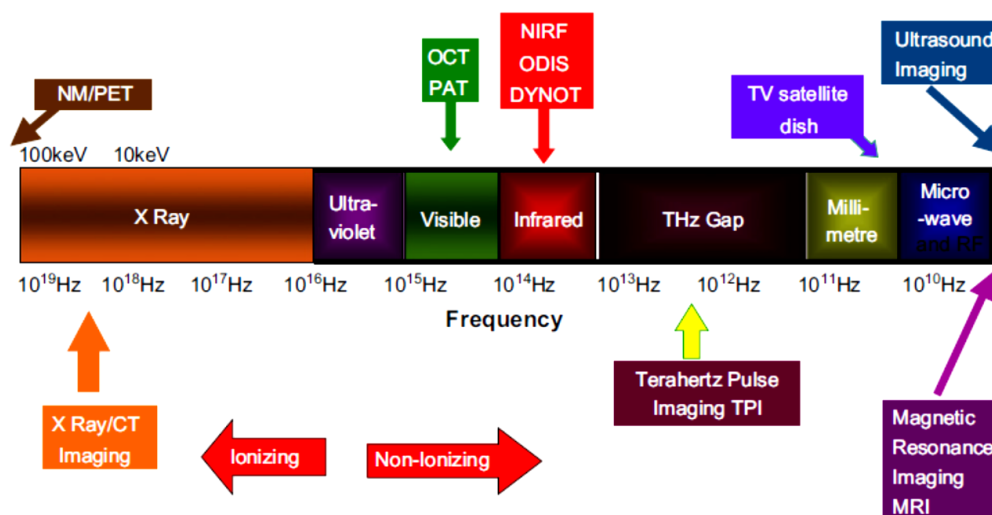 NM/PET
OCT
PAT
NIRF
ODIS
DYNOT
TV satellite
dish
Ultrasound
Imaging
100keV 10keV
X Ray
Ultra-
violet
Visible
Infrared
THz Gap
Milli-
metre
Micro
-wave
and RF
10¹⁹Hz 10¹⁸Hz 10¹⁷Hz 10¹⁶Hz 10¹⁵Hz 10¹⁴Hz 10¹³Hz 10¹²Hz 10¹¹Hz 10¹⁰Hz
Frequency
X Ray/CT
Imaging
Ionizing
Non-Ionizing
Terahertz Pulse
Imaging TPI
Magnetic
Resonance
Imaging
MRI